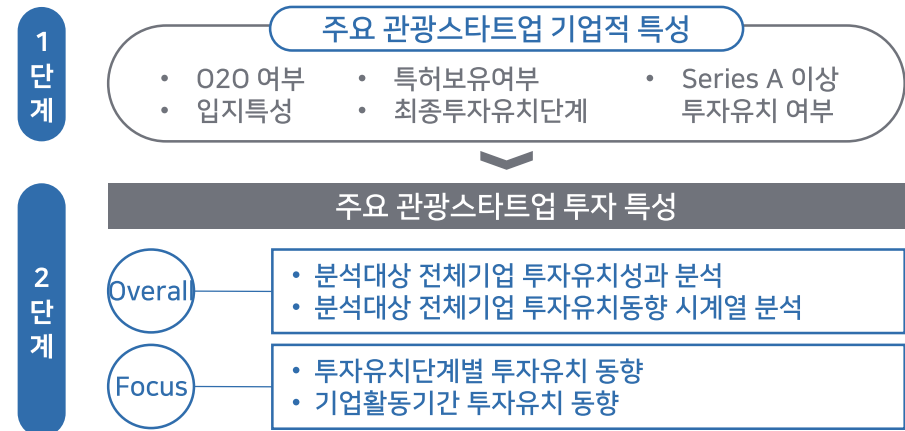 1단계
주요 관광스타트업 기업적 특성
• O2O 여부
• 입지특성
• 특허보유여부
• 최종투자유치단계
• Series A 이상
투자유치 여부
2단계
주요 관광스타트업 투자 특성
Overall
• 분석대상 전체기업 투자유치성과 분석
• 분석대상 전체기업 투자유치동향 시계열 분석
Focus
• 투자유치단계별 투자유치 동향
• 기업활동기간 투자유치 동향